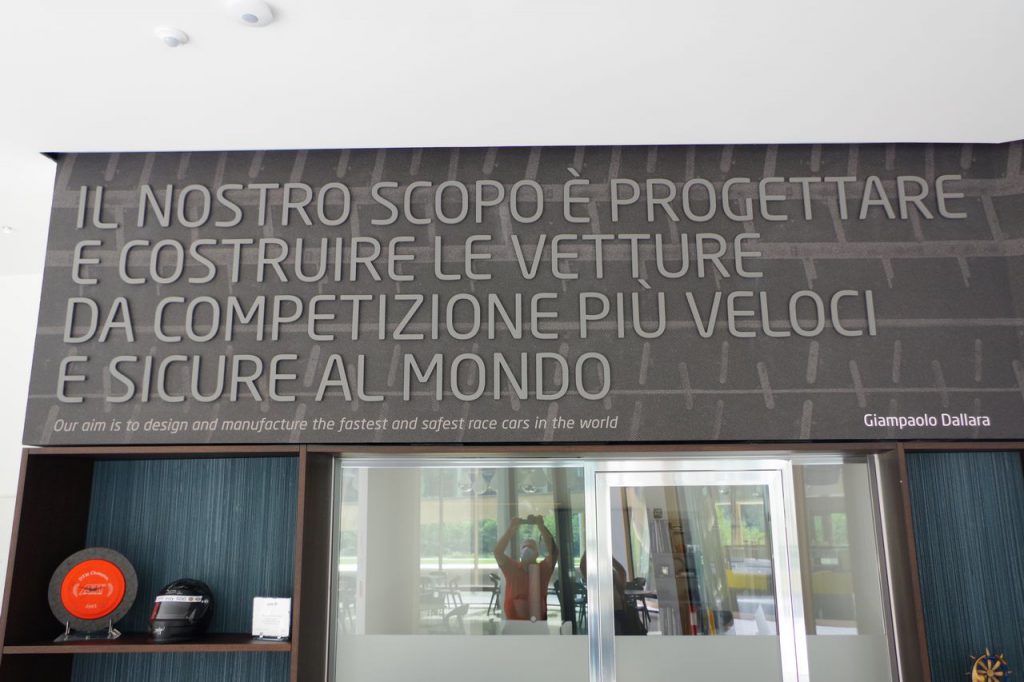 IL NOSTRO SCOPO È PROGETTARE
E COSTRUIRE LE VETTURE
DA COMPETIZIONE PIÙ VELOCI
E SICURE AL MONDO
Our aim is to design and manufacture the fastest and safest race cars in the world
Giampaolo Dallara